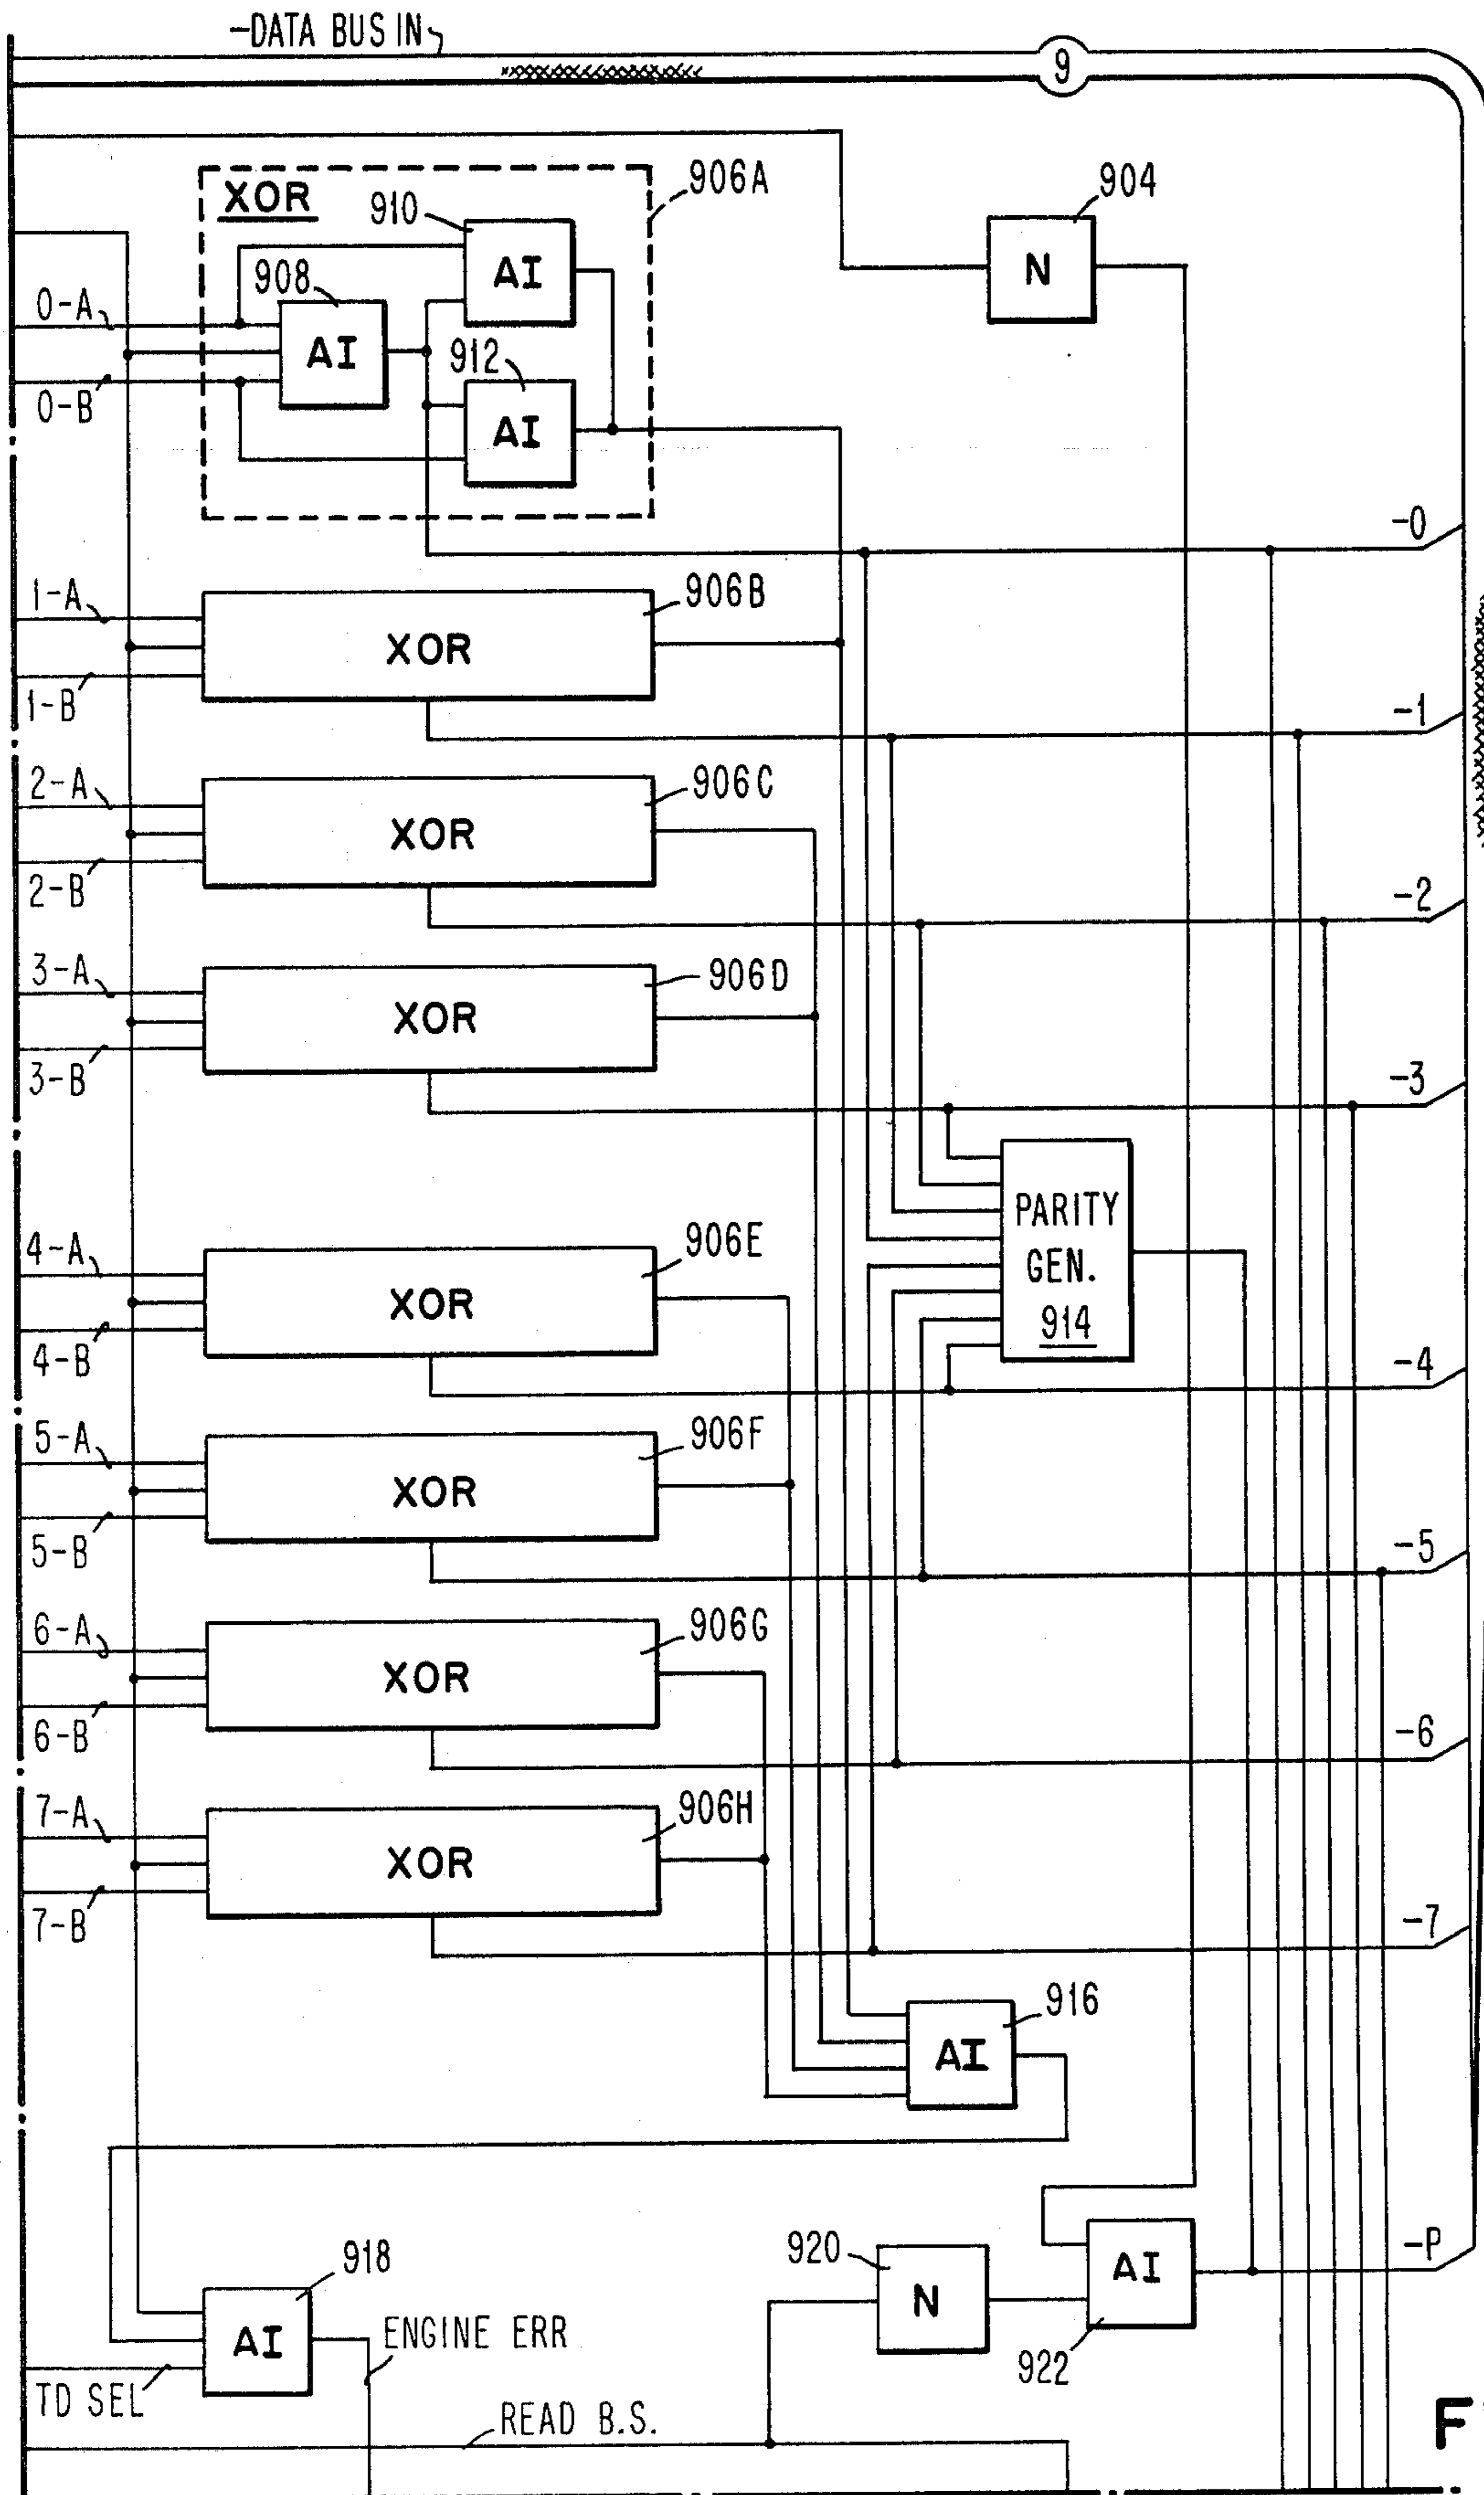 -DATA BUS IN
9
XOR
906A
910
AI
904
N
908
AI
0-A
912
AI
0-B
-0
1-A
906B
XOR
1-B
-1
2-A
906C
XOR
2-B
-2
3-A
906D
XOR
3-B
-3
PARITY
GEN.
914
4-A
906E
XOR
4-B
-4
5-A
906F
XOR
5-B
-5
6-A
906G
XOR
6-B
-6
7-A
906H
XOR
7-B
-7
916
AI
918
AI
920
N
AI
922
-P
ENGINE ERR
TD SEL
READ B.S.
F